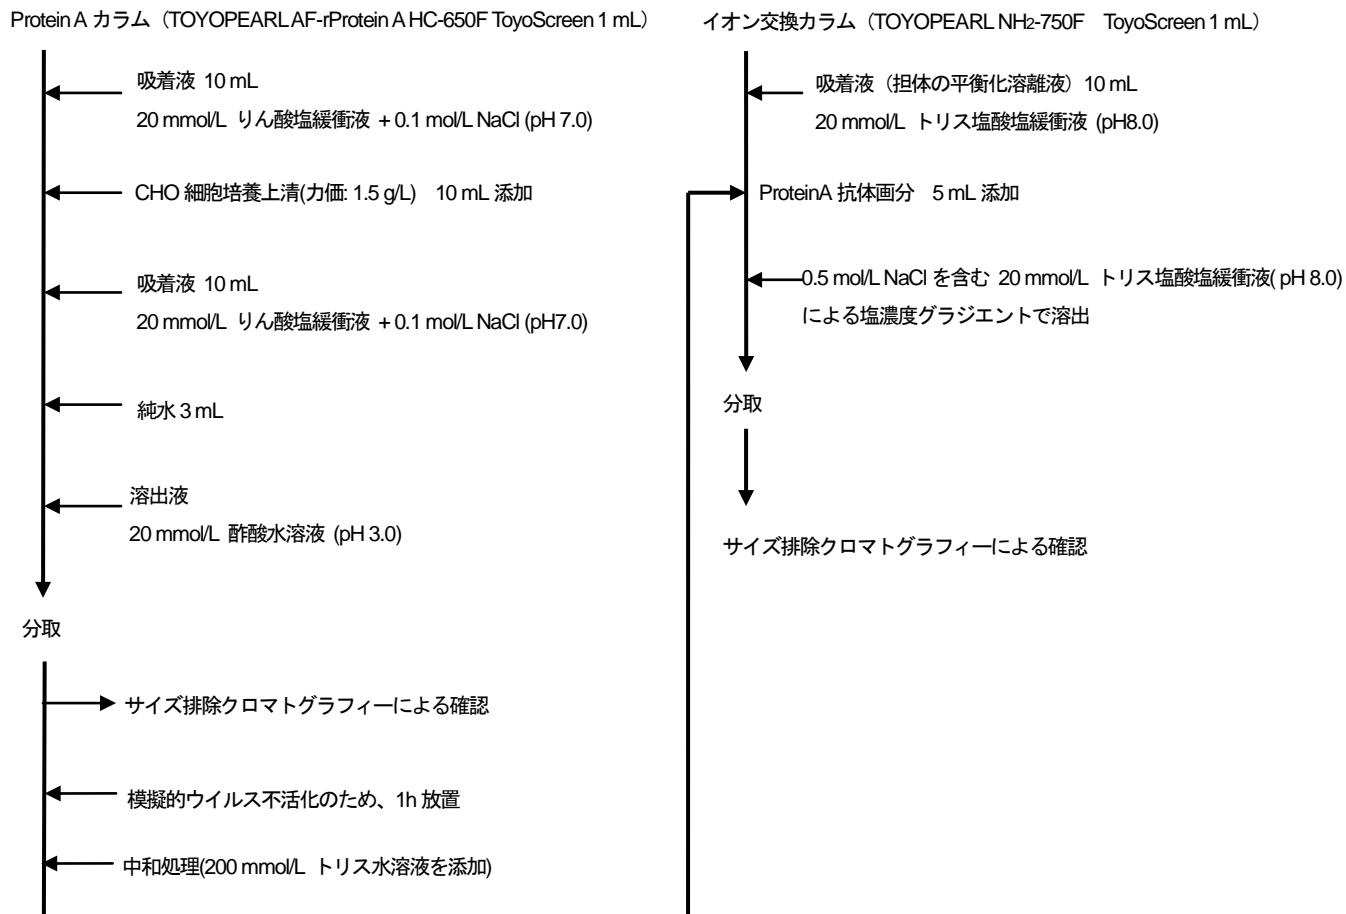 Protein A カラム（TOYOPEARL AF-rProtein A HC-650F ToyoScreen 1 mL）
吸着液 10 mL
20 mmol/L りん酸塩緩衝液 + 0.1 mol/L NaCl (pH 7.0)
CHO 細胞培養上清(力価: 1.5 g/L)　10 mL 添加
吸着液 10 mL
20 mmol/L りん酸塩緩衝液 + 0.1 mol/L NaCl (pH7.0)
純水 3 mL
溶出液
20 mmol/L 酢酸水溶液 (pH 3.0)
分取
サイズ排除クロマトグラフィーによる確認
模擬的ウイルス不活化のため、1h 放置
中和処理(200 mmol/L トリス水溶液を添加)
イオン交換カラム（TOYOPEARL NH2-750F　ToyoScreen 1 mL）
吸着液（担体の平衡化溶離液）10 mL
20 mmol/L トリス塩酸塩緩衝液 (pH8.0)
ProteinA 抗体画分　5 mL 添加
0.5 mol/L NaCl を含む 20 mmol/L トリス塩酸塩緩衝液( pH 8.0)
による塩濃度グラジエントで溶出
分取
サイズ排除クロマトグラフィーによる確認